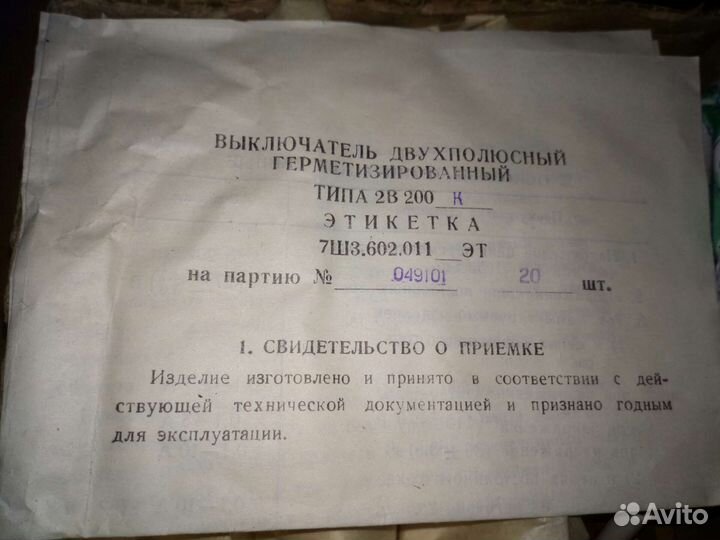 ВЫКЛЮЧАТЕЛЬ ДВУХПОЛЮСНЫЙ
ГЕРМЕТИЗИРОВАННЫЙ
ТИПА 2В 200 К
ЭТИКЕТКА
7Ш3.602.011 ЭТ
на партию № 049101 20 шт.
1. СВИДЕТЕЛЬСТВО О ПРИЕМКЕ
Изделие изготовлено и принято в соответствии с дей-
ствующей технической документацией и признано годным
для эксплуатации.
Avito